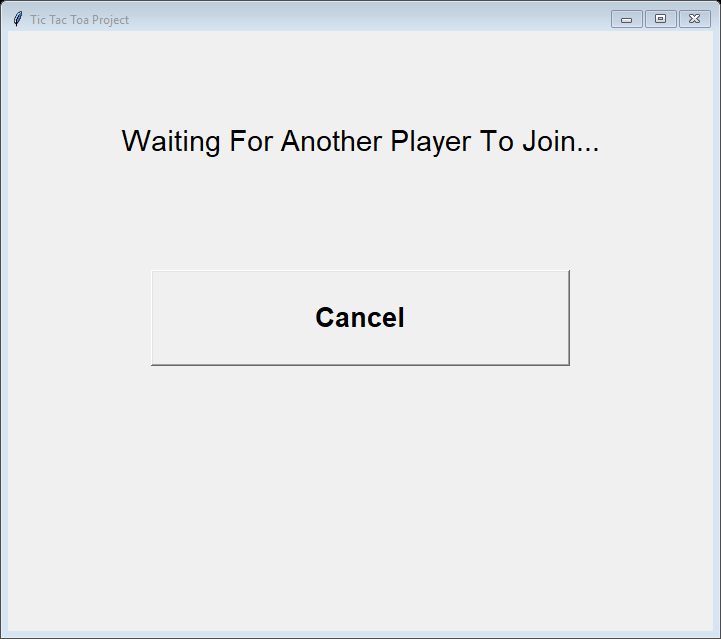 Tic Tac Toa Project
Waiting For Another Player To Join...
Cancel